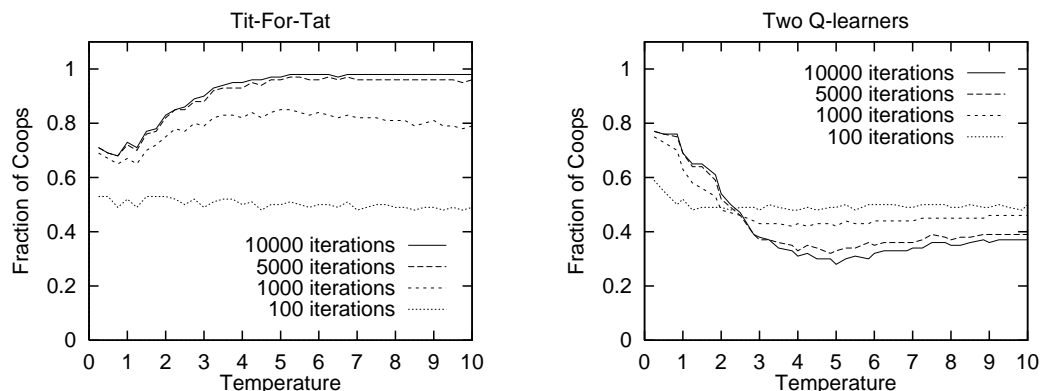 Tit-For-Tat
Fraction of Coops
1
0.8
0.6
0.4
0.2
0
10000 iterations
5000 iterations
1000 iterations
100 iterations
0 1 2 3 4 5 6 7 8 9 10
Temperature
Two Q-learners
Fraction of Coops
1
0.8
0.6
0.4
0.2
0
10000 iterations
5000 iterations
1000 iterations
100 iterations
0 1 2 3 4 5 6 7 8 9 10
Temperature